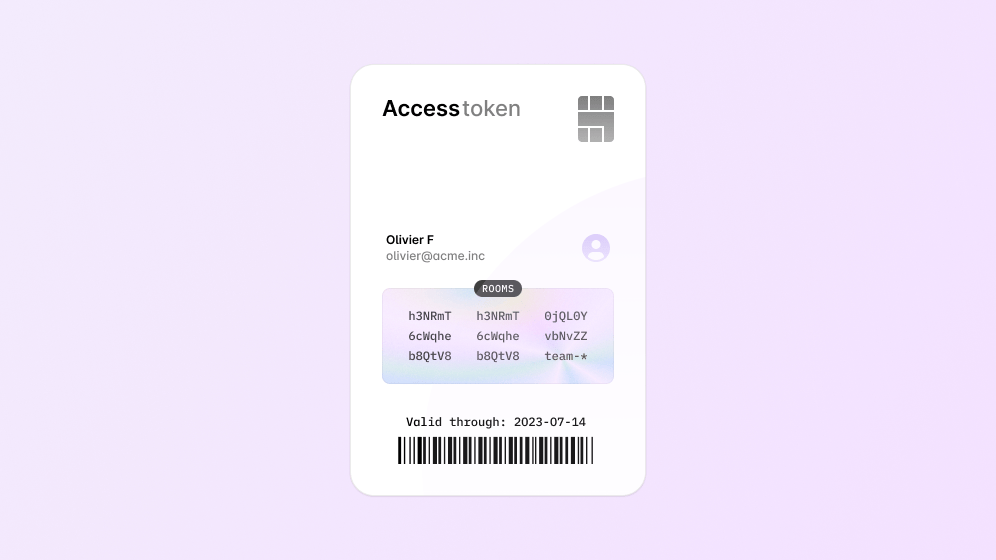 Access token
Olivier F
olivier@acme.inc
ROOMS
h3NRmT h3NRmT 0jQL0Y
6cWqhe 6cWqhe vbNvZZ
b8QtV8 b8QtV8 team-*
Valid through: 2023-07-14